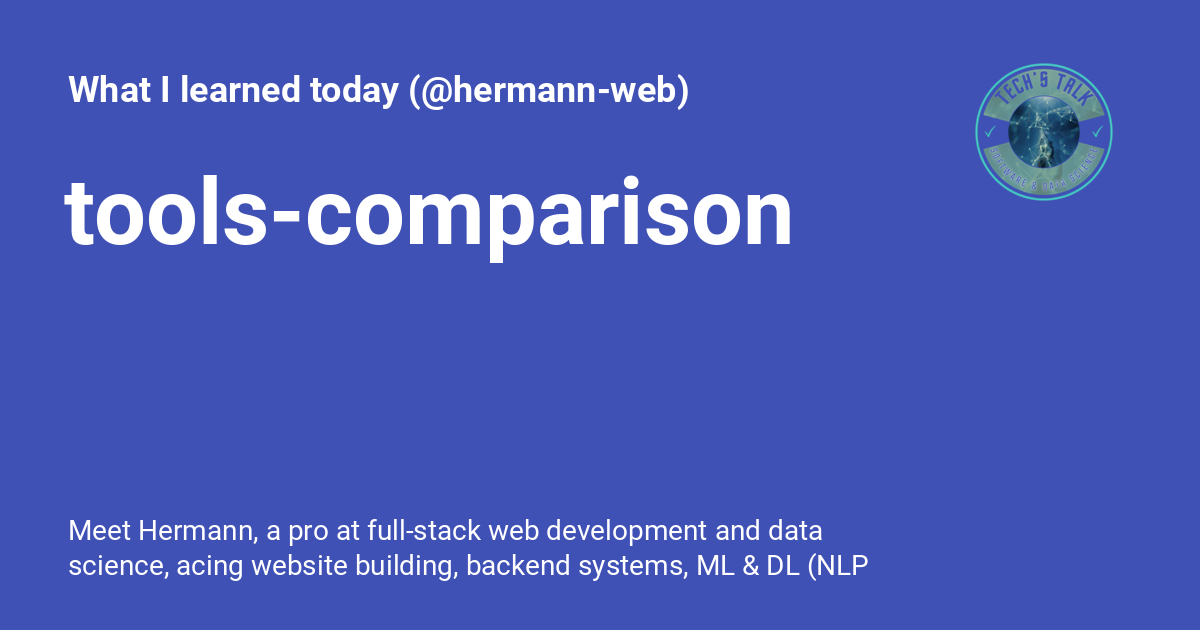 What I learned today (@hermann-web)
TECH'S TALK
tools-comparison
SOFTWARE & DATA SCIENCE
Meet Hermann, a pro at full-stack web development and data
science, acing website building, backend systems, ML & DL (NLP